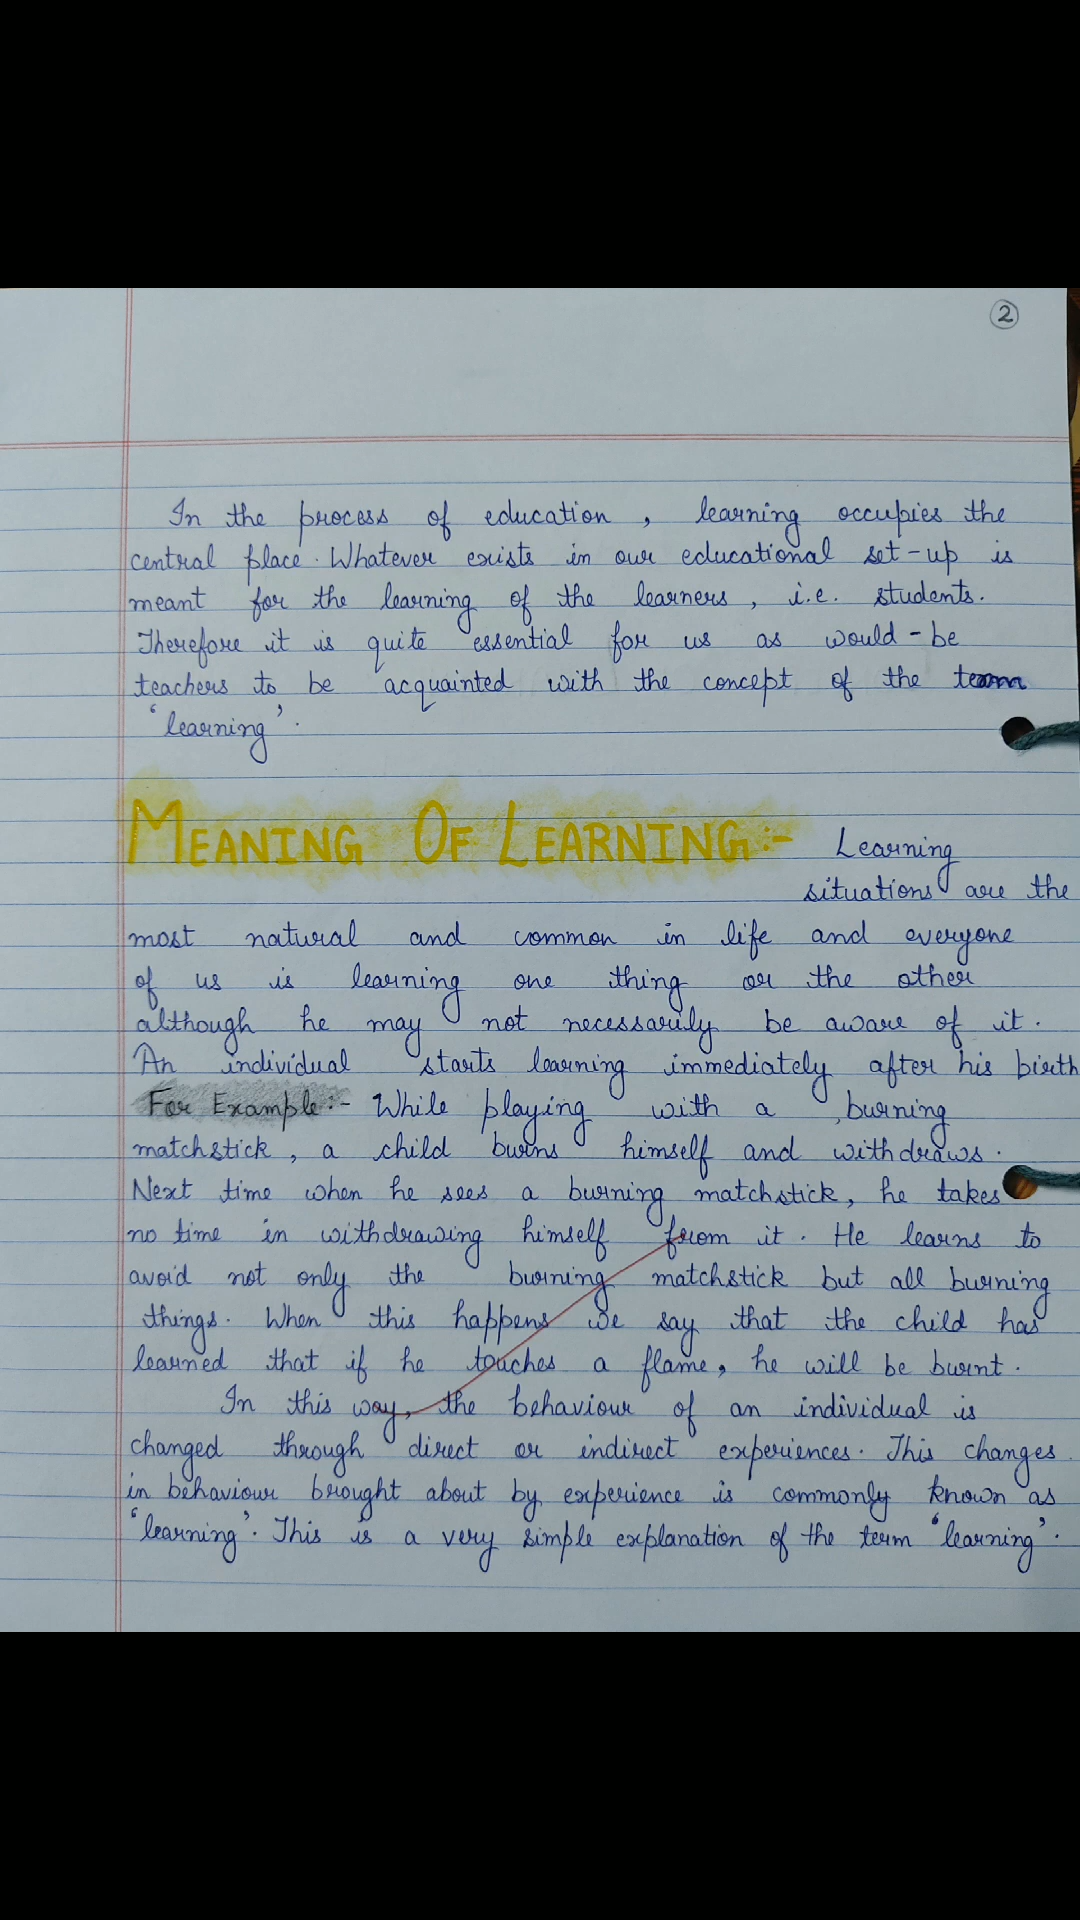 2
In the process of education, learning occupies the
central place. Whatever exists in our educational set-up is
meant for the learning of the learners, i.e. students.
Therefore it is quite essential for us as would-be
teachers to be acquainted with the concept of the term
'learning'.
MEANING OF LEARNING:- Learning
situations are the
most natural and common in life and everyone
of us is learning one thing or the other
although he may not necessarily be aware of it.
An individual starts learning immediately after his birth
For Example:- While playing with a burning
matchstick, a child burns himself and withdraws.
Next time when he sees a burning matchstick, he takes
no time in withdrawing himself from it. He learns to
avoid not only the burning matchstick but all burning
things. When this happens we say that the child has
learned that if he touches a flame, he will be burnt.
In this way, the behaviour of an individual is
changed through direct or indirect experiences. This changes
in behaviour brought about by experience is commonly known as
'learning'. This is a very simple explanation of the term 'learning'.